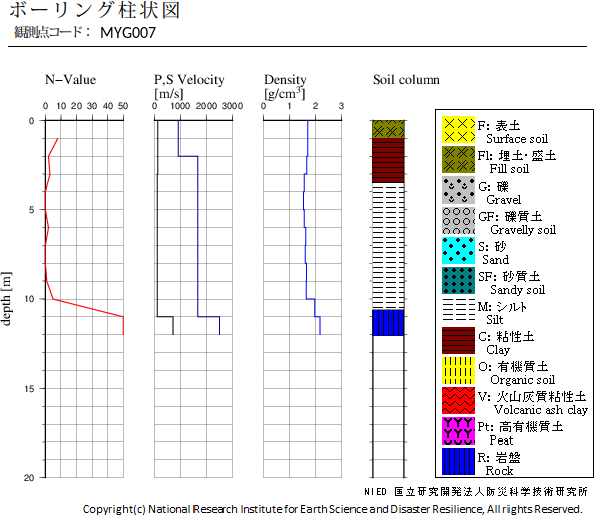 ボーリング柱状図
観測点コード： MYG007
N-Value
0 10 20 30 40 50
P,S Velocity
[m/s]
0 1000 2000 3000
Density
[g/cm3]
0 1 2 3
Soil column
depth [m]
0
5
10
15
20
F: 表土
Surface soil
Fl: 埋土・盛土
Fill soil
G: 礫
Gravel
GF: 礫質土
Gravelly soil
S: 砂
Sand
SF: 砂質土
Sandy soil
M: シルト
Silt
C: 粘性土
Clay
O: 有機質土
Organic soil
V: 火山灰質粘性土
Volcanic ash clay
Pt: 高有機質土
Peat
R: 岩盤
Rock
NIED 国立研究開発法人防災科学技術研究所
Copyright(c) National Research Institute for Earth Science and Disaster Resilience, All rights Reserved.